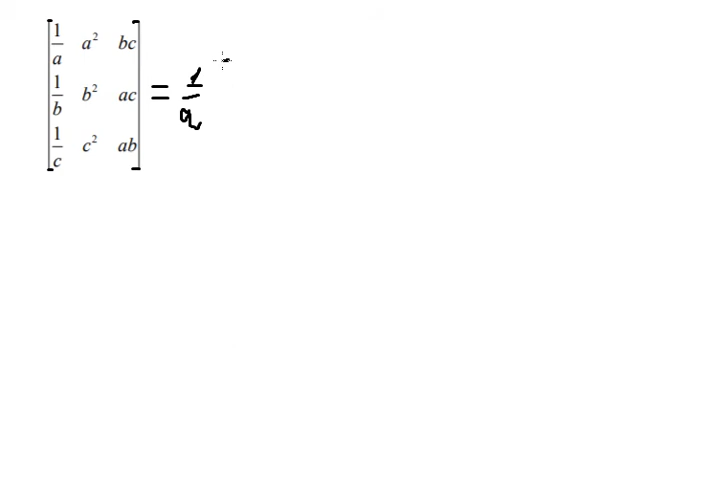 1/a a² bc
1/b b² ac = 1/a
1/c c² ab